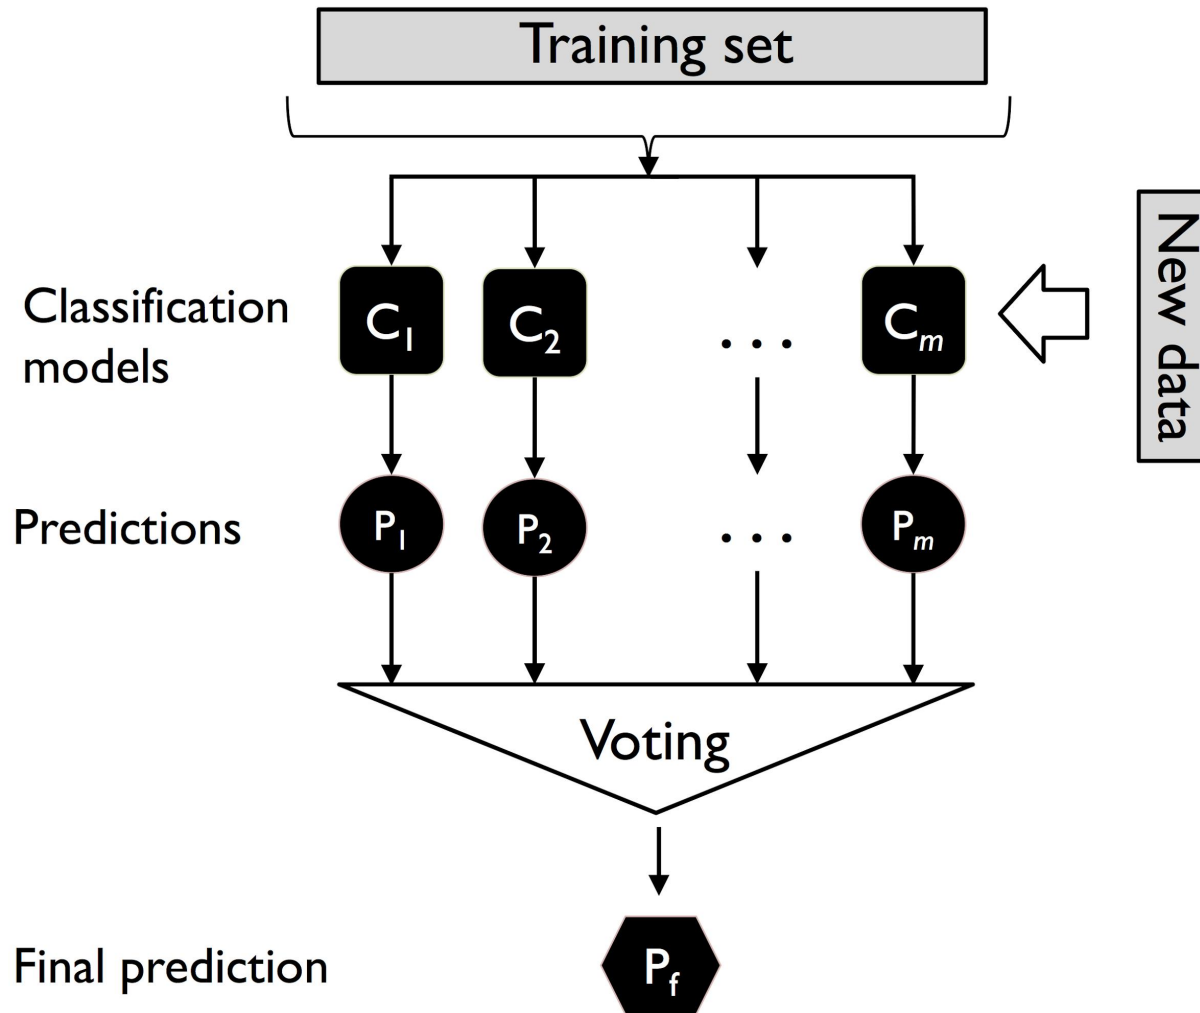 Training set
Classification
models
C1 C2 ... Cm
New data
Predictions
P1 P2 ... Pm
Voting
Final prediction
Pf